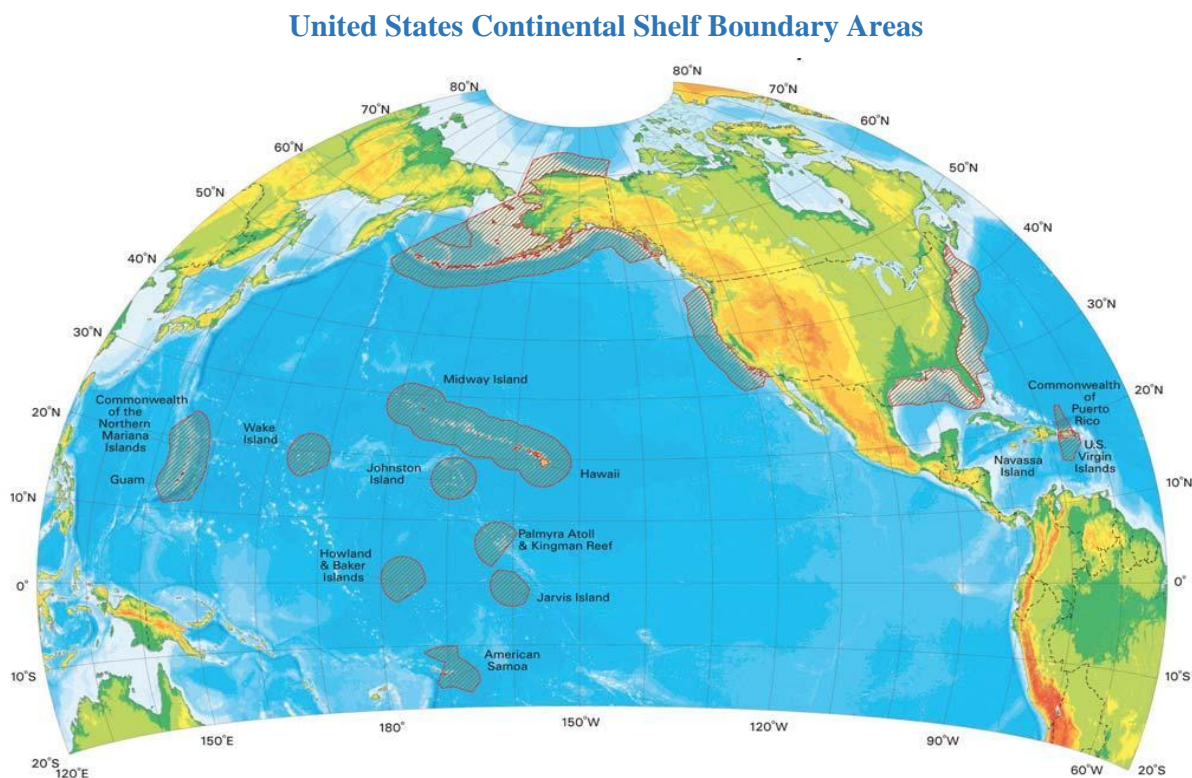 United States Continental Shelf Boundary Areas
80°N
80°N
70°N
70°N
60°N
60°N
50°N
50°N
40°N
40°N
30°N
30°N
20°N
20°N
10°N
10°N
0°
0°
10°S
10°S
20°S
20°S
120°E
150°E
180°
150°W
120°W
90°W
60°W
Commonwealth
of the
Northern
Mariana
Islands
Guam
Wake
Island
Midway Island
Johnston
Island
Hawaii
Palmyra Atoll
& Kingman Reef
Howland
& Baker
Islands
Jarvis Island
American
Samoa
Commonwealth
of
Puerto
Rico
U.S.
Virgin
Islands
Navassa
Island